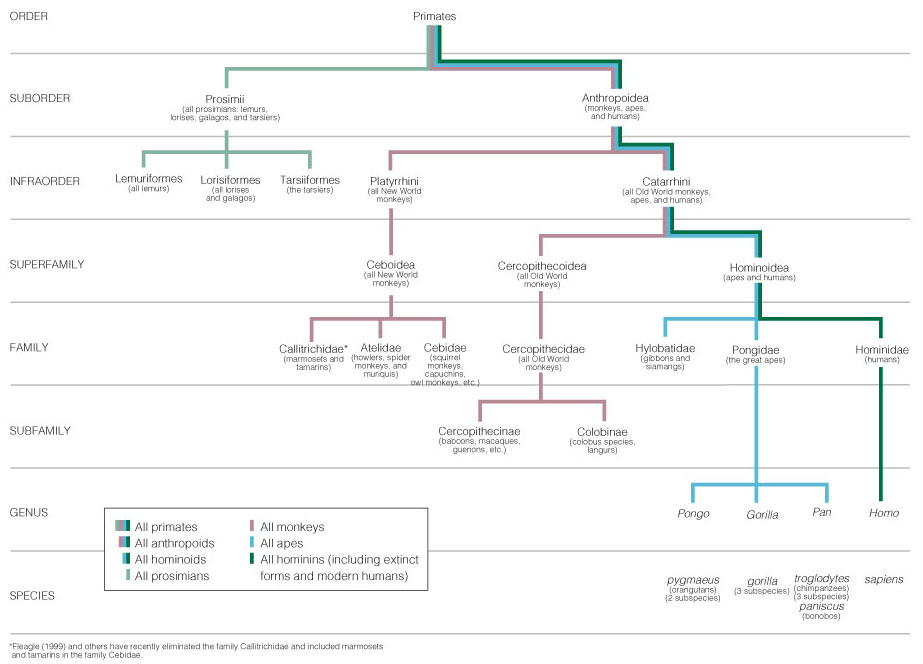 ORDER
Primates
SUBORDER
Prosimii
(all prosimians: lemurs,
lorises, galagos, and tarsiers)
Anthropoidea
(monkeys, apes,
and humans)
INFRAORDER
Lemuriformes
(all lemurs)
Lorisiformes
(all lorises
and galagos)
Tarsiiformes
(the tarsiers)
Platyrrhini
(all New World
monkeys)
Catarrhini
(all Old World monkeys,
apes, and humans)
SUPERFAMILY
Ceboidea
(all New World
monkeys)
Cercopithecoidea
(all Old World
monkeys)
Hominoidea
(apes and humans)
FAMILY
Callitrichidae*
(marmosets and
tamarins)
Atelidae
(howlers, spider
monkeys, and
muriquis)
Cebidae
(squirrel
monkeys,
capuchins,
owl monkeys, etc.)
Cercopithecidae
(all Old World
monkeys)
Hylobatidae
(gibbons and
siamangs)
Pongidae
(the great apes)
Hominidae
(humans)
SUBFAMILY
Cercopithecinae
(baboons, macaques,
guenons, etc.)
Colobinae
(colobus species,
langurs)
GENUS
Pongo
Gorilla
Pan
Homo
All primates
All anthropoids
All hominoids
All prosimians
All monkeys
All apes
All hominins (including extinct
forms and modern humans)
SPECIES
pygmaeus
(orangutans)
(2 subspecies)
gorilla
(3 subspecies)
troglodytes
(chimpanzees)
(3 subspecies)
paniscus
(bonobos)
sapiens
*Fleagle (1999) and others have recently eliminated the family Callitrichidae and included marmosets
and tamarins in the family Cebidae.